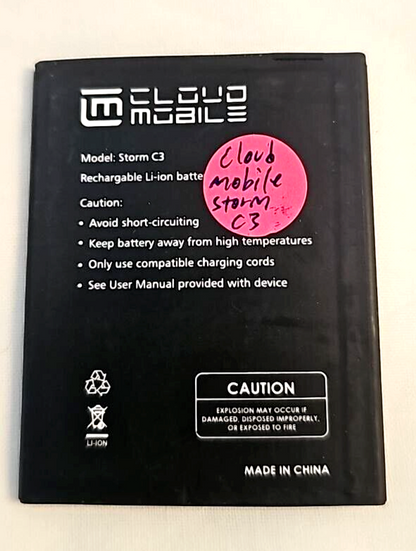 CLOUD
MOBILE
Model: Storm C3
Rechargable Li-ion batte
Cloud
mobile
storm
C3
Caution:
• Avoid short-circuiting
• Keep battery away from high temperatures
• Only use compatible charging cords
• See User Manual provided with device
LI-ION
CAUTION
EXPLOSION MAY OCCUR IF
DAMAGED, DISPOSED IMPROPERLY,
OR EXPOSED TO FIRE
MADE IN CHINA